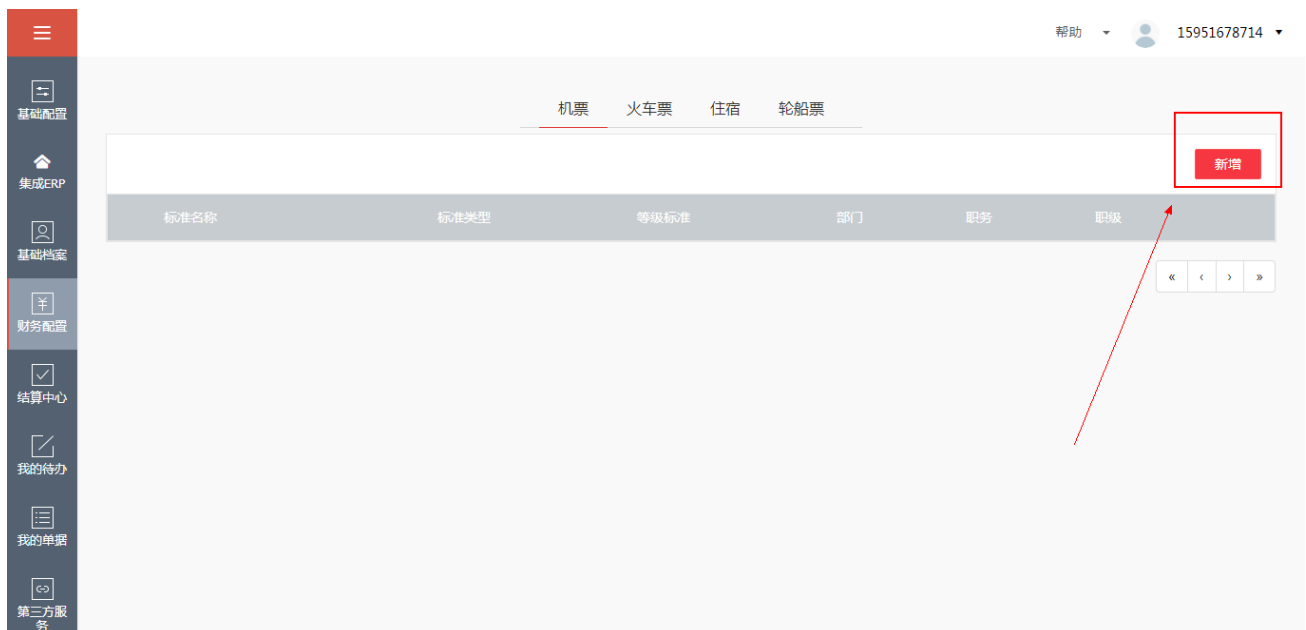 帮助
15951678714
基础配置
集成ERP
基础档案
财务配置
结算中心
我的待办
我的单据
第三方服
务
机票 火车票 住宿 轮船票
新增
标准名称 标准类型 等级标准 部门 职务 职级
« ‹ › »